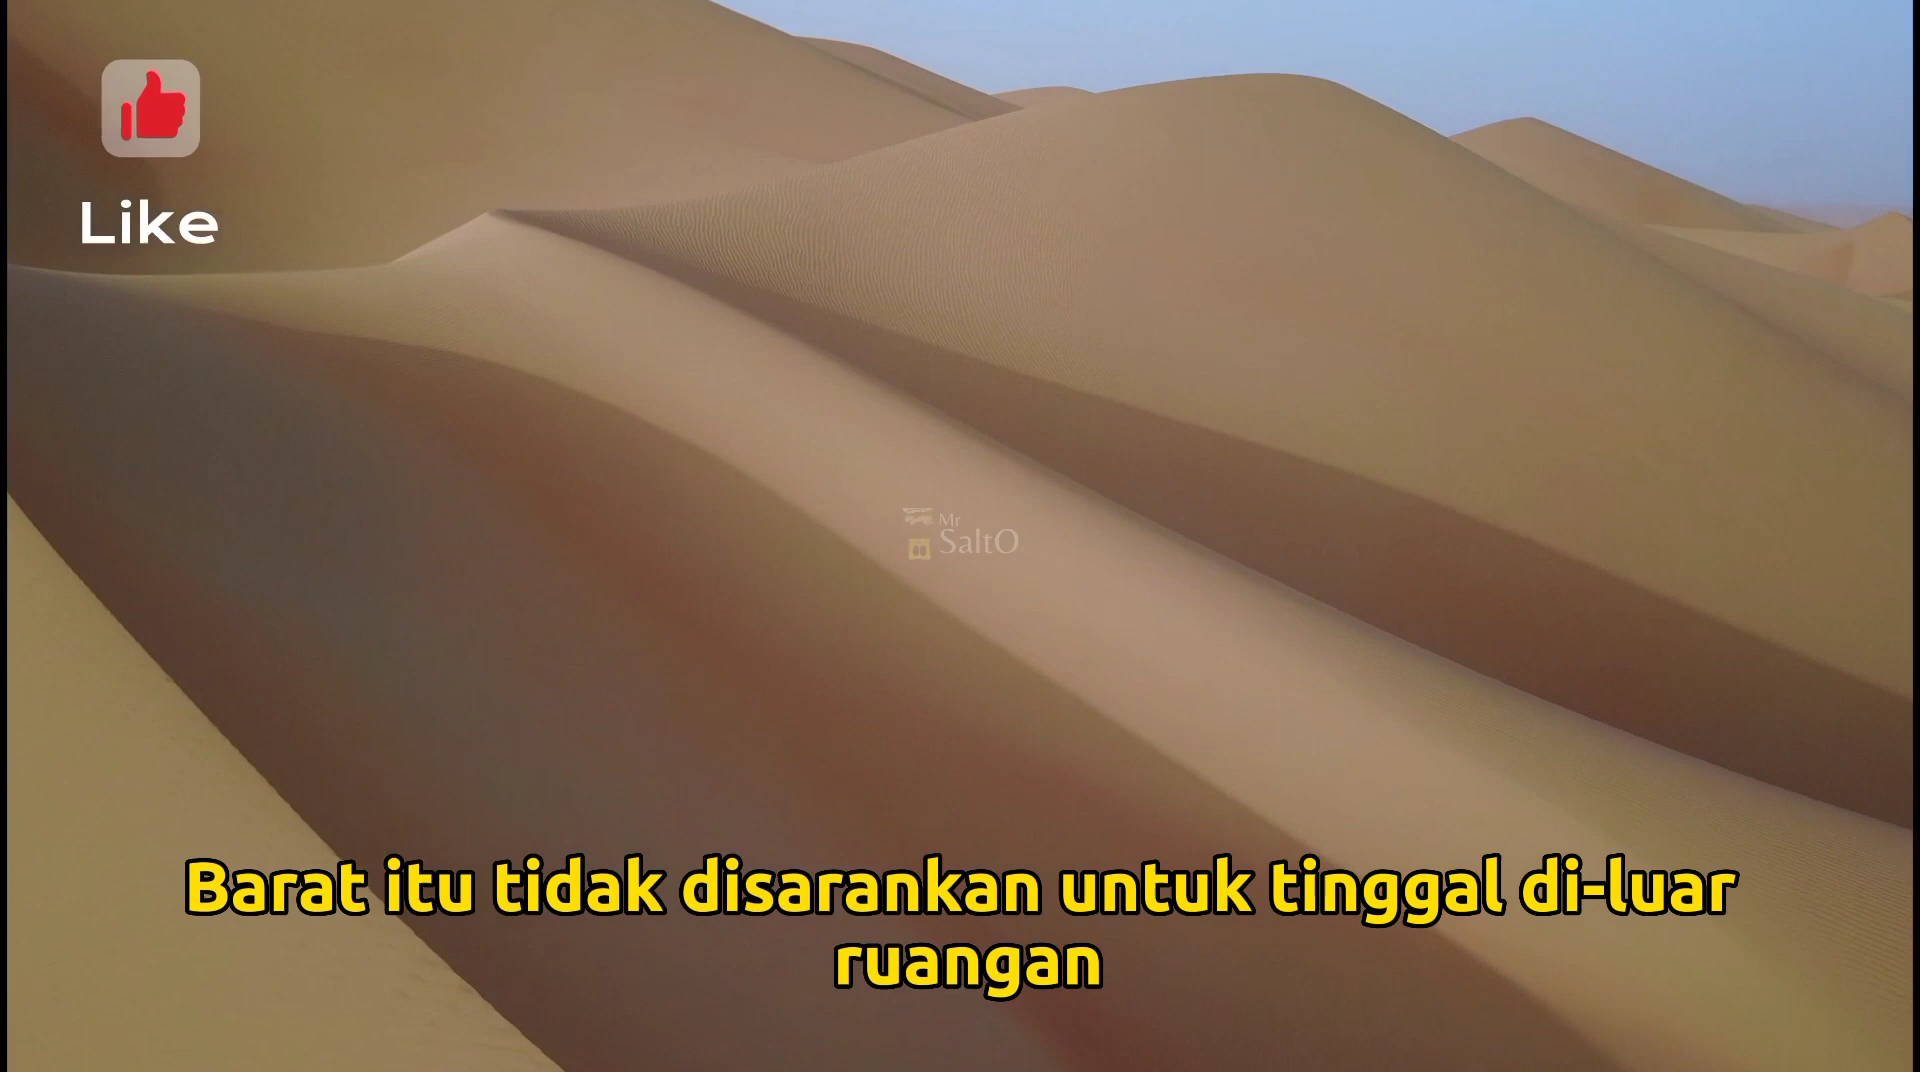 Like
Mr
SaltO
Barat itu tidak disarankan untuk tinggal di-luar
ruangan